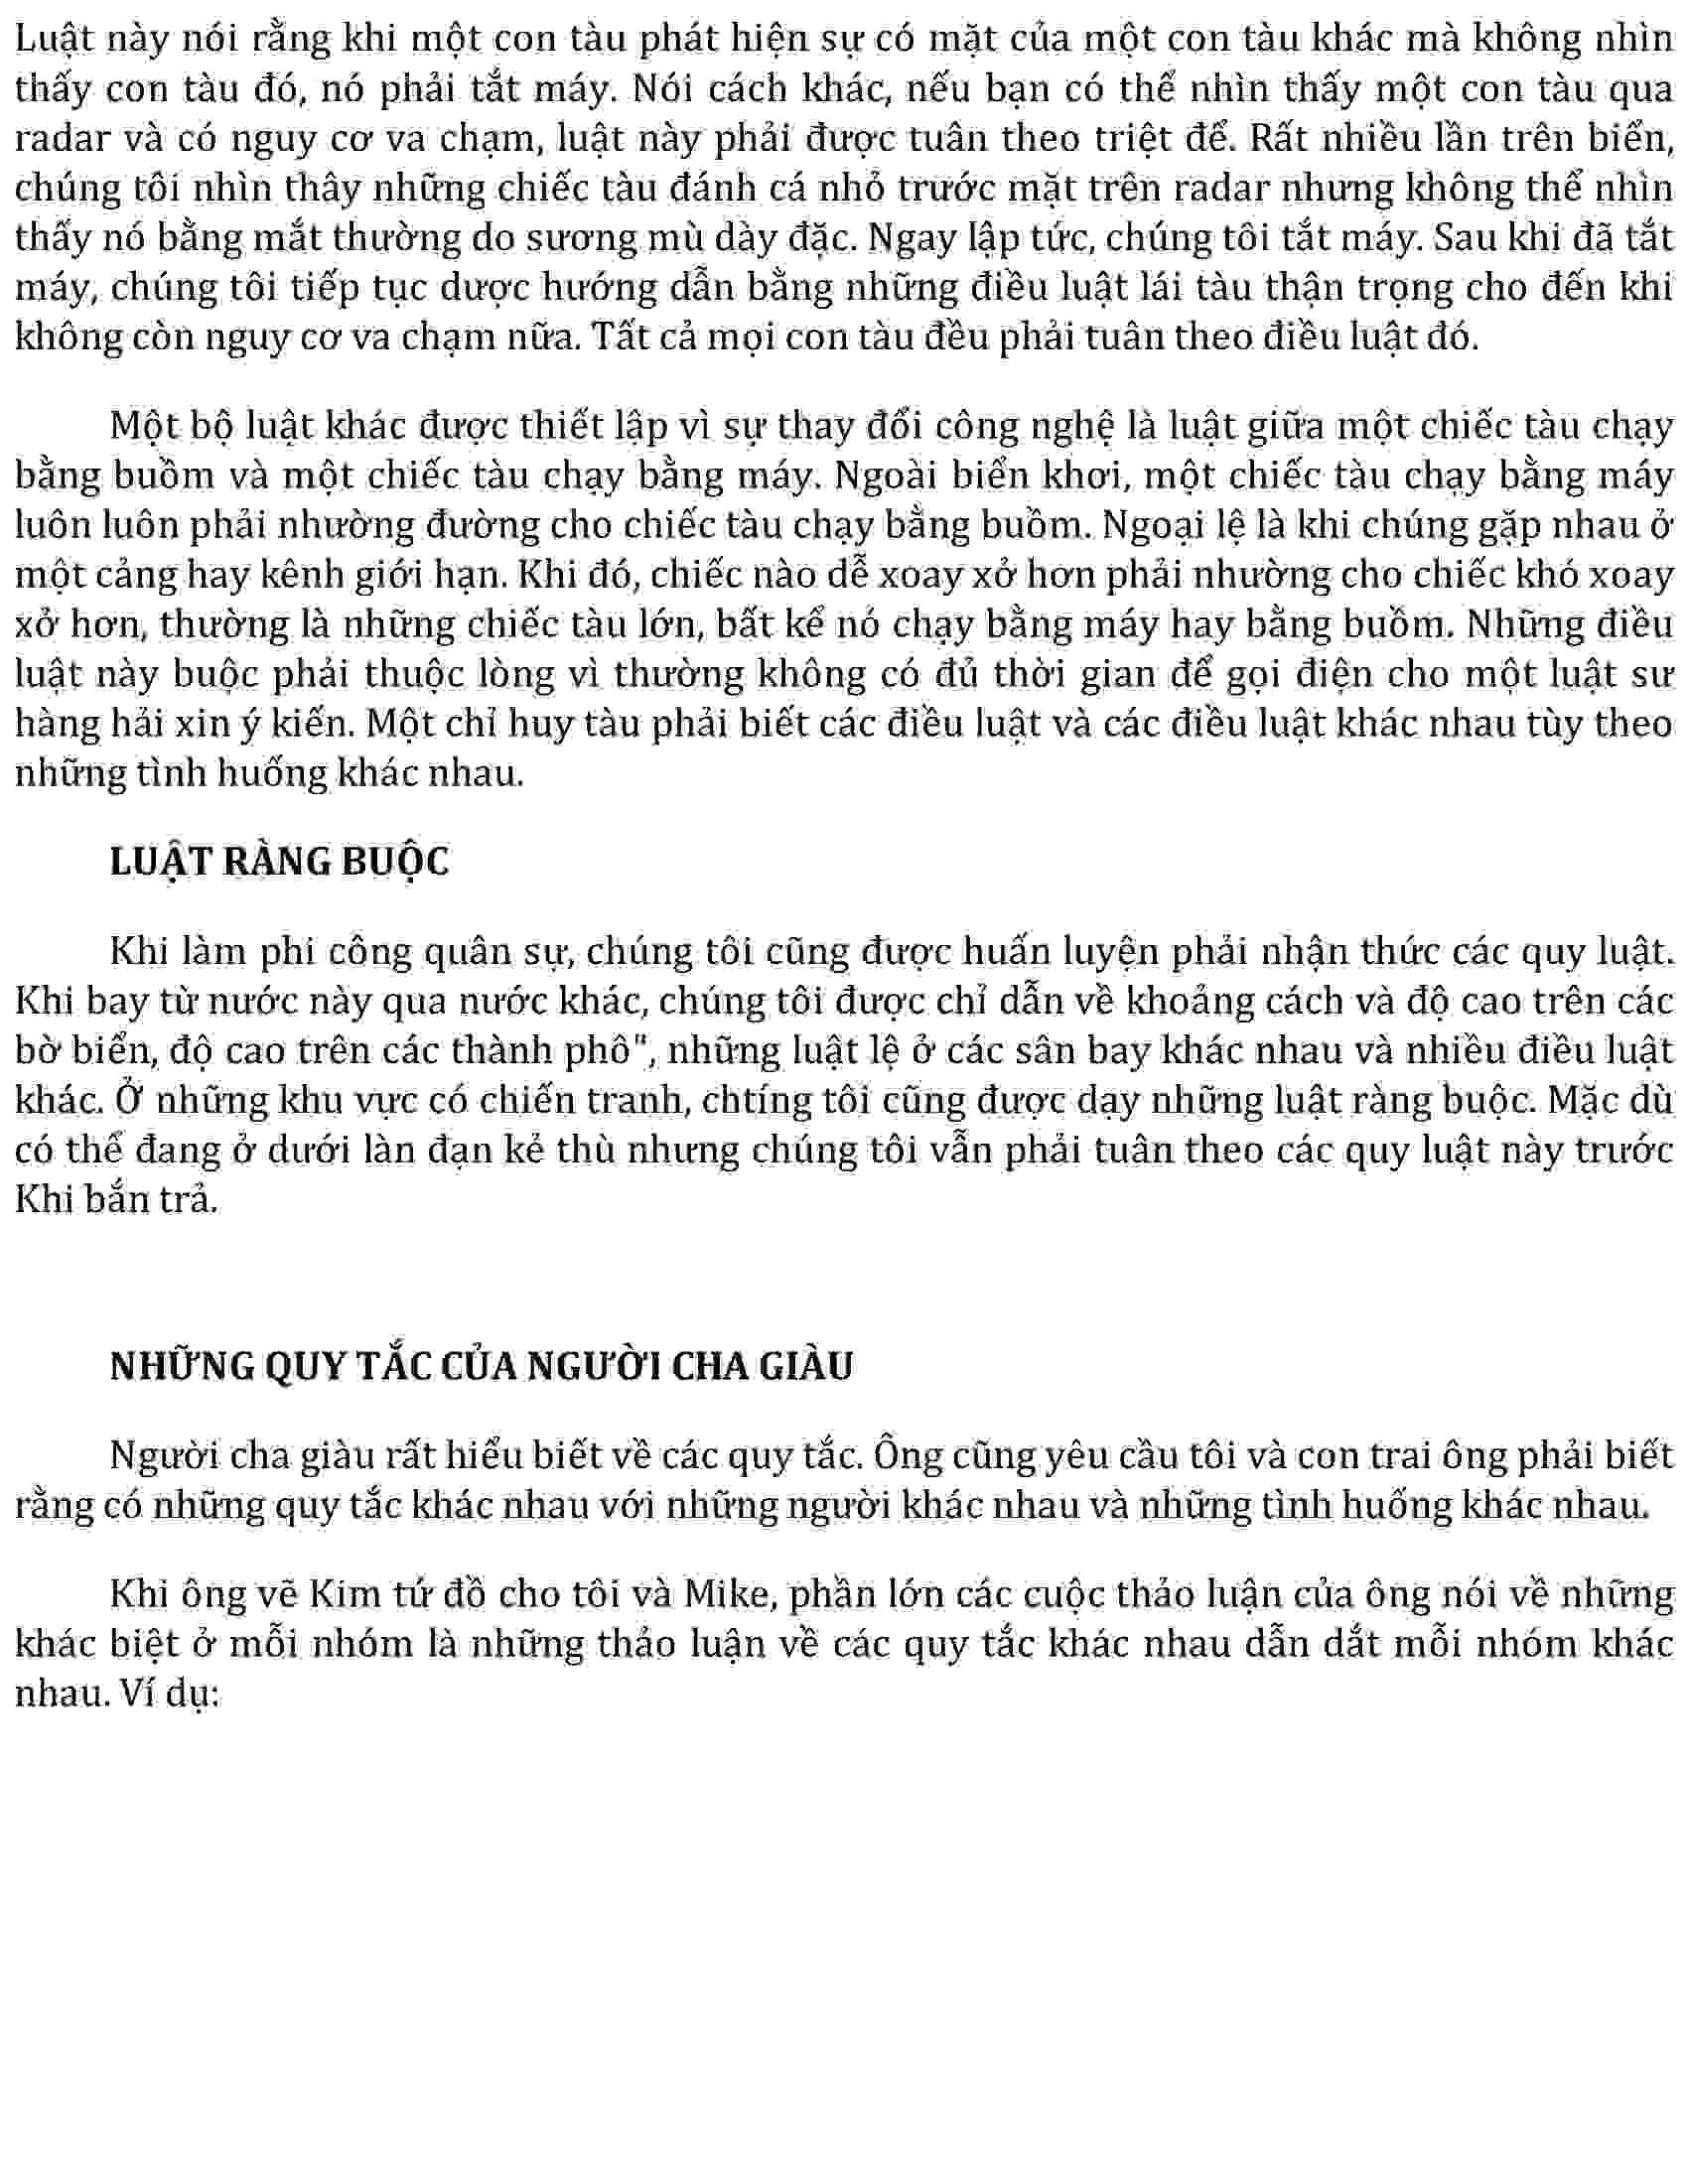 Luật này nói rằng khi một con tàu phát hiện sự có mặt của một con tàu khác mà không nhìn
thấy con tàu đó, nó phải tắt máy. Nói cách khác, nếu bạn có thể nhìn thấy một con tàu qua
radar và có nguy cơ va chạm, luật này phải được tuân theo triệt để. Rất nhiều lần trên biển,
chúng tôi nhìn thây những chiếc tàu đánh cá nhỏ trước mặt trên radar nhưng không thể nhìn
thấy nó bằng mắt thường do sương mù dày đặc. Ngay lập tức, chúng tôi tắt máy. Sau khi đã tắt
máy, chúng tôi tiếp tục dược hướng dẫn bằng những điều luật lái tàu thận trọng cho đến khi
không còn nguy cơ va chạm nữa. Tất cả mọi con tàu đều phải tuân theo điều luật đó.
Một bộ luật khác được thiết lập vì sự thay đổi công nghệ là luật giữa một chiếc tàu chạy
bằng buồm và một chiếc tàu chạy bằng máy. Ngoài biển khơi, một chiếc tàu chạy bằng máy
luôn luôn phải nhường đường cho chiếc tàu chạy bằng buồm. Ngoại lệ là khi chúng gặp nhau ở
một cảng hay kênh giới hạn. Khi đó, chiếc nào dễ xoay xở hơn phải nhường cho chiếc khó xoay
xở hơn, thường là những chiếc tàu lớn, bất kể nó chạy bằng máy hay bằng buồm. Những điều
luật này buộc phải thuộc lòng vì thường không có đủ thời gian để gọi điện cho một luật sư
hàng hải xin ý kiến. Một chỉ huy tàu phải biết các điều luật và các điều luật khác nhau tùy theo
những tình huống khác nhau.
LUẬT RÀNG BUỘC
Khi làm phi công quân sự, chúng tôi cũng được huấn luyện phải nhận thức các quy luật.
Khi bay từ nước này qua nước khác, chúng tôi được chỉ dẫn về khoảng cách và độ cao trên các
bờ biển, độ cao trên các thành phô", những luật lệ ở các sân bay khác nhau và nhiều điều luật
khác. Ở những khu vực có chiến tranh, chtíng tôi cũng được dạy những luật ràng buộc. Mặc dù
có thể đang ở dưới làn đạn kẻ thù nhưng chúng tôi vẫn phải tuân theo các quy luật này trước
Khi bắn trả.
NHỮNG QUY TẮC CỦA NGƯỜI CHA GIÀU
Người cha giàu rất hiểu biết về các quy tắc. Ông cũng yêu cầu tôi và con trai ông phải biết
rằng có những quy tắc khác nhau với những người khác nhau và những tình huống khác nhau.
Khi ông vẽ Kim tứ đồ cho tôi và Mike, phần lớn các cuộc thảo luận của ông nói về những
khác biệt ở mỗi nhóm là những thảo luận về các quy tắc khác nhau dẫn dắt mỗi nhóm khác
nhau. Ví dụ: